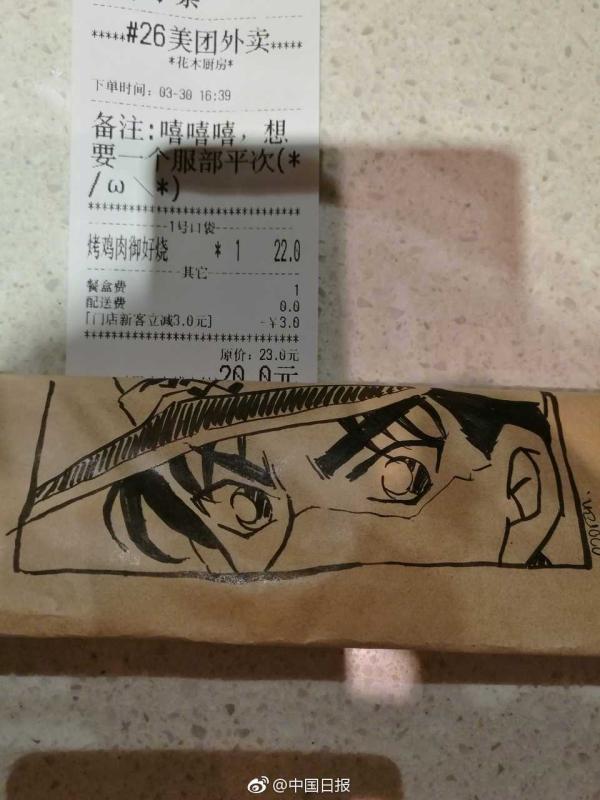 *****#26美团外卖*****
*花木厨房*
下单时间: 03-30 16:39
备注:嘻嘻嘻, 想
要一个服部平次(*
/ω＼*)
********************************
1号口袋
烤鸡肉御好烧 * 1 22.0
其它
餐盒费 1
配送费 0.0
[门店新客立减3.0元] -￥3.0
********************************
原价: 23.0元
20.0元
@中国日报